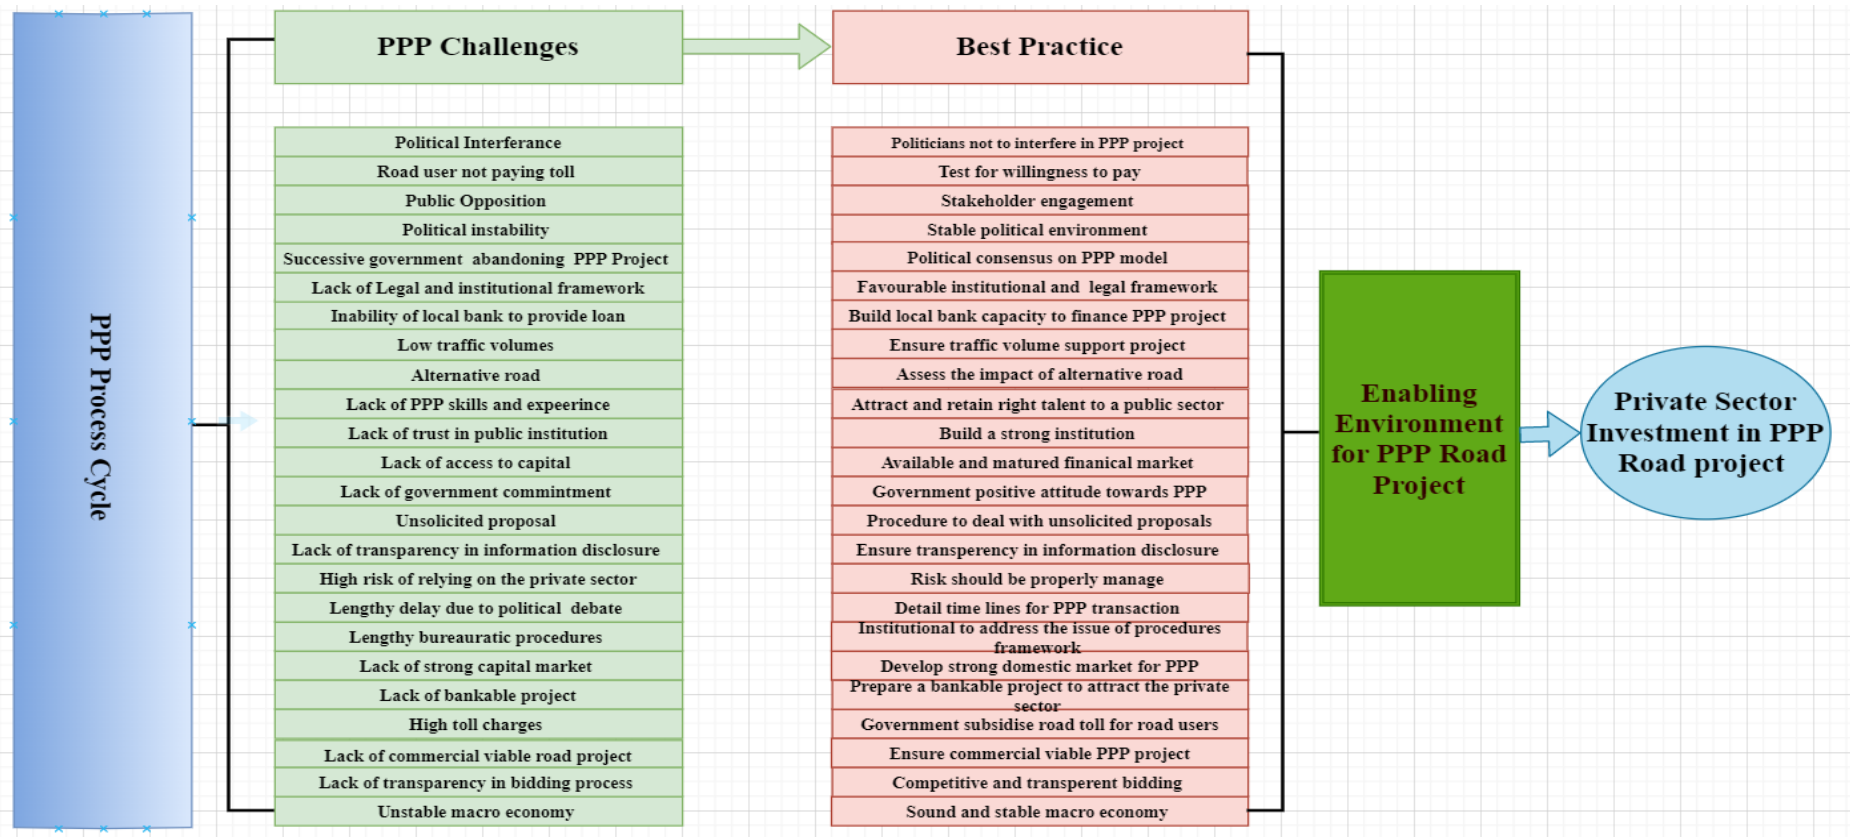 PPP Process Cycle
PPP Challenges
Political Interferance
Road user not paying toll
Public Opposition
Political instability
Successive government  abandoning  PPP Project
Lack of Legal and institutional framework
Inability of local bank to provide loan
Low traffic volumes
Alternative road
Lack of PPP skills and expeerince
Lack of trust in public institution
Lack of access to capital
Lack of government commintment
Unsolicited proposal
Lack of transparency in information disclosure
High risk of relying on the private sector
Lengthy delay due to political  debate
Lengthy bureauratic procedures
Lack of strong capital market
Lack of bankable project
High toll charges
Lack of commercial viable road project
Lack of transparency in bidding process
Unstable macro economy
Best Practice
Politicians not to interfere in PPP project
Test for willingness to pay
Stakeholder engagement
Stable political environment
Political consensus on PPP model
Favourable institutional and  legal framework
Build local bank capacity to finance PPP project
Ensure traffic volume support project
Assess the impact of alternative road
Attract and retain right talent to a public sector
Build a strong institution
Available and matured finanical market
Government positive attitude towards PPP
Procedure to deal with unsolicited proposals
Ensure transperency in information disclosure
Risk should be properly manage
Detail time lines for PPP transaction
Institutional to address the issue of procedures
framework
Develop strong domestic market for PPP
Prepare a bankable project to attract the private
sector
Government subsidise road toll for road users
Ensure commercial viable PPP project
Competitive and transperent bidding
Sound and stable macro economy
Enabling
Environment
for PPP Road
Project
Private Sector
Investment in PPP
Road project